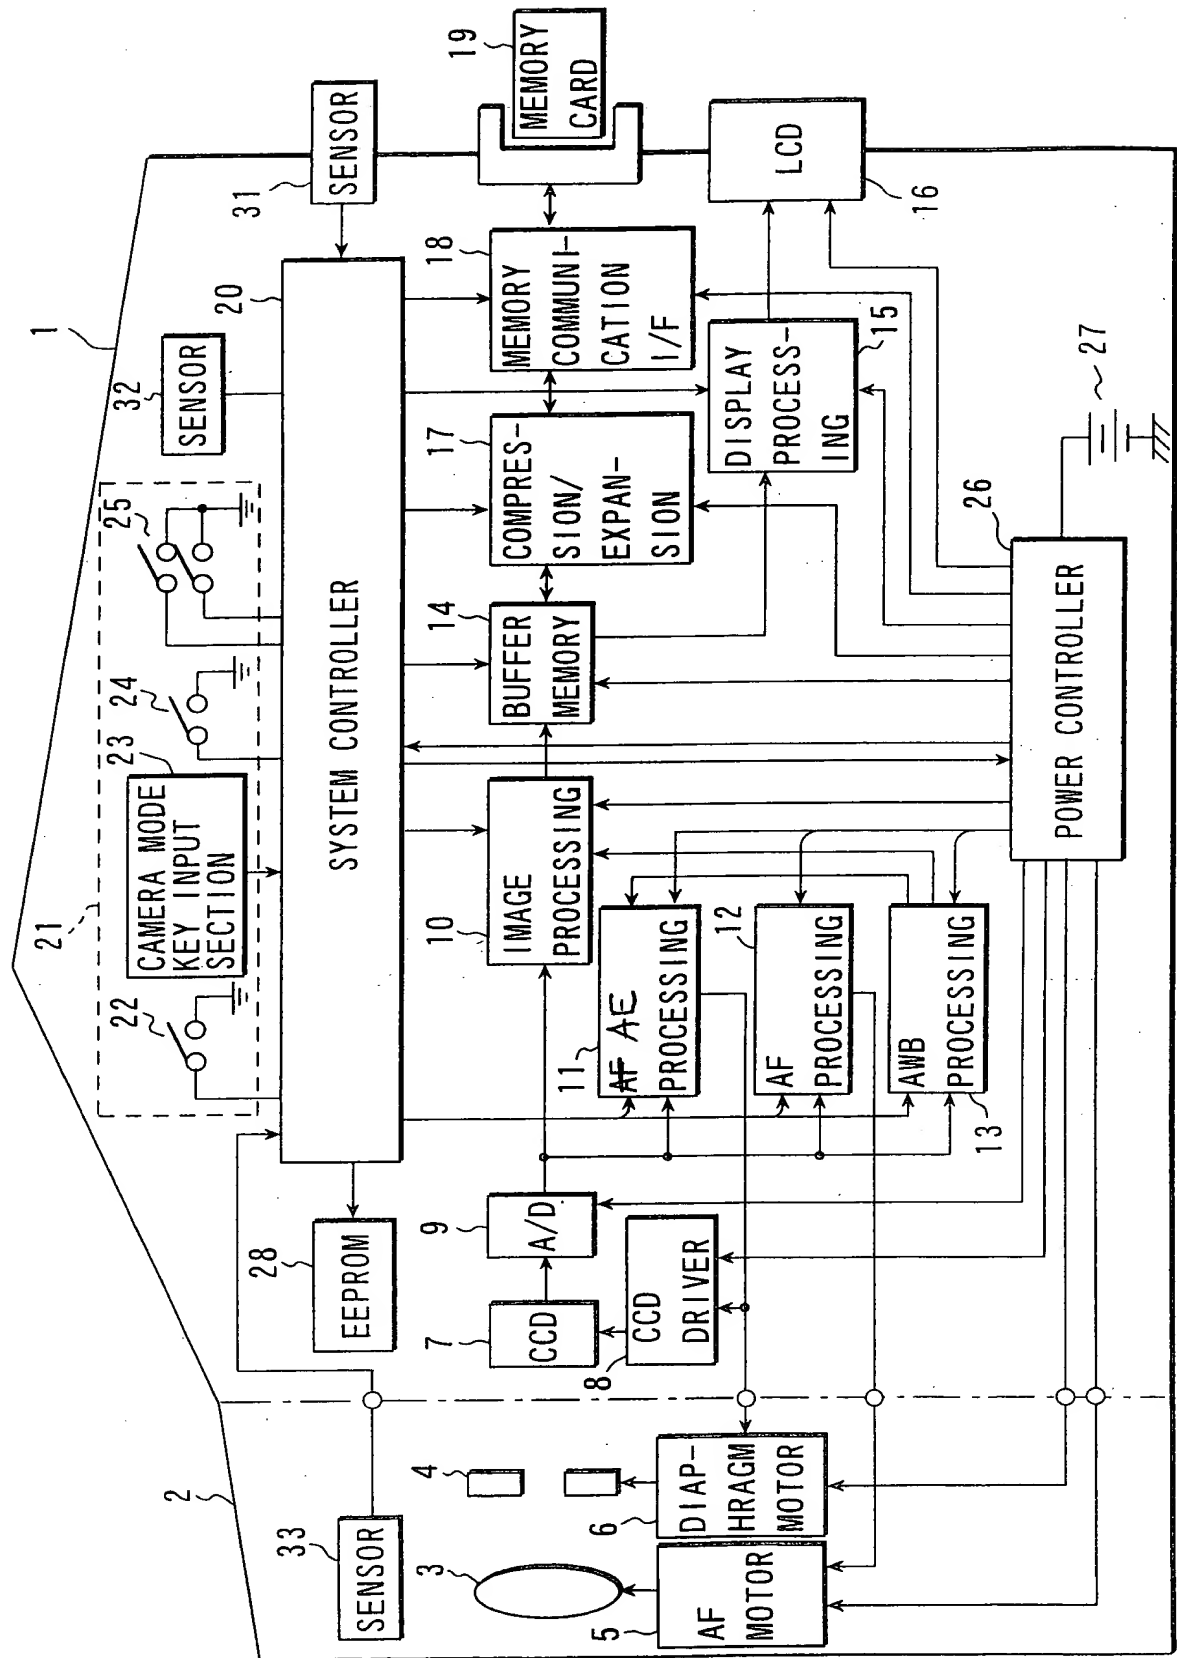 1
2
21
22
23
CAMERA MODE
KEY INPUT
SECTION
24
25
32
SENSOR
31
SENSOR
33
SENSOR
28
EEPROM
20
SYSTEM CONTROLLER
3
4
7
CCD
9
A/D
10
IMAGE
PROCESSING
14
BUFFER
MEMORY
17
COMPRES-
SION/
EXPAN-
SION
18
MEMORY
COMMUNI-
CATION
I/F
19
MEMORY
CARD
5
AF
MOTOR
6
DIAP-
HRAGM
MOTOR
8
CCD
DRIVER
11
AF AE
PROCESSING
12
AF
PROCESSING
13
AWB
PROCESSING
15
DISPLAY
PROCESS-
ING
16
LCD
26
POWER CONTROLLER
27